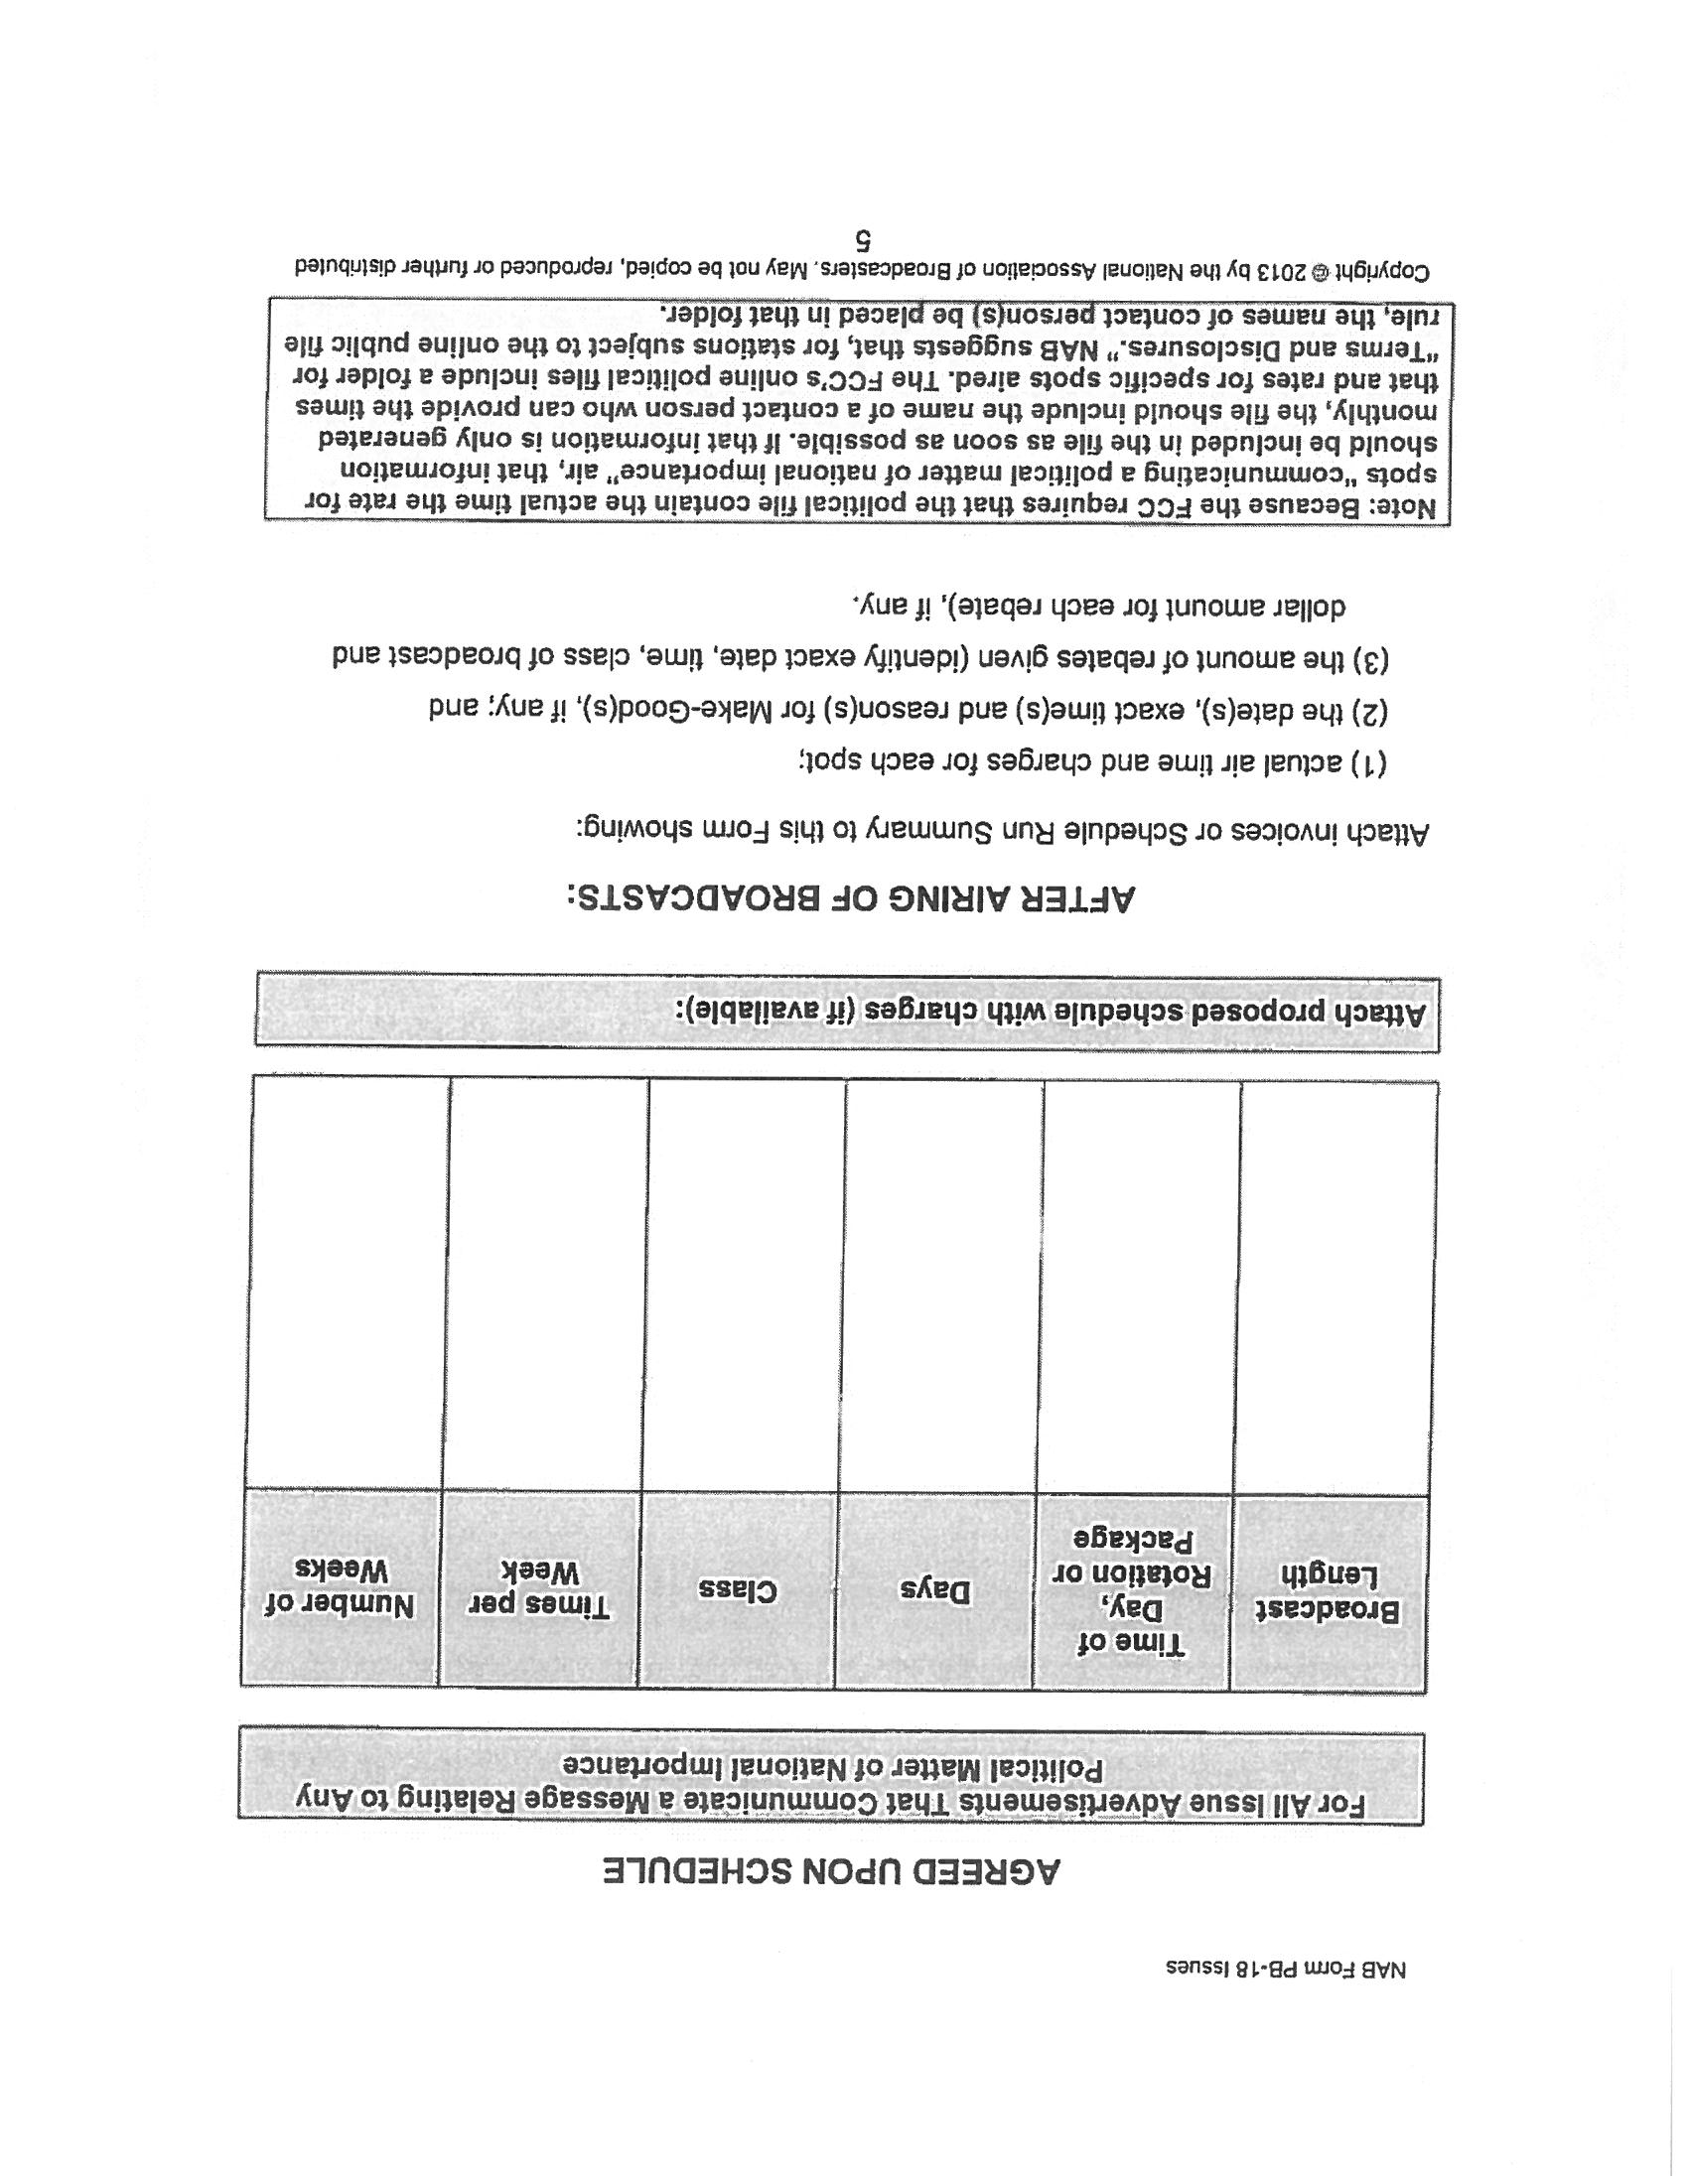 NAB Form PB-18 Issues
AGREED UPON SCHEDULE
For All Issue Advertisements That Communicate a Message Relating to Any
Political Matter of National Importance
Broadcast
Length
Time of
Day,
Rotation or
Package
Days
Class
Times per
Week
Number of
Weeks
Attach proposed schedule with charges (if available):
AFTER AIRING OF BROADCASTS:
Attach invoices or Schedule Run Summary to this Form showing:
(1) actual air time and charges for each spot;
(2) the date(s), exact time(s) and reason(s) for Make-Good(s), if any; and
(3) the amount of rebates given (identify exact date, time, class of broadcast and
dollar amount for each rebate), if any.
Note: Because the FCC requires that the political file contain the actual time the rate for
spots "communicating a political matter of national importance" air, that information
should be included in the file as soon as possible. If that information is only generated
monthly, the file should include the name of a contact person who can provide the times
that and rates for specific spots aired. The FCC's online political files include a folder for
"Terms and Disclosures." NAB suggests that, for stations subject to the online public file
rule, the names of contact person(s) be placed in that folder.
Copyright © 2013 by the National Association of Broadcasters. May not be copied, reproduced or further distributed
5